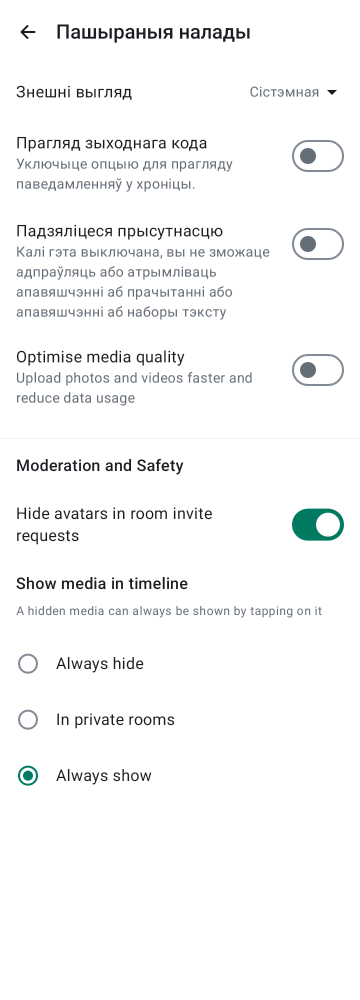 Пашыраныя налады
Знешні выгляд
Сістэмная
Прагляд зыходнага кода
Уключыце опцыю для прагляду
паведамленняў у хроніцы.
Падзяліцеся прысутнасцю
Калі гэта выключана, вы не зможаце
адпраўляць або атрымліваць
апавяшчэнні аб прачытанні або
апавяшчэнні аб наборы тэксту
Optimise media quality
Upload photos and videos faster and
reduce data usage
Moderation and Safety
Hide avatars in room invite
requests
Show media in timeline
A hidden media can always be shown by tapping on it
Always hide
In private rooms
Always show